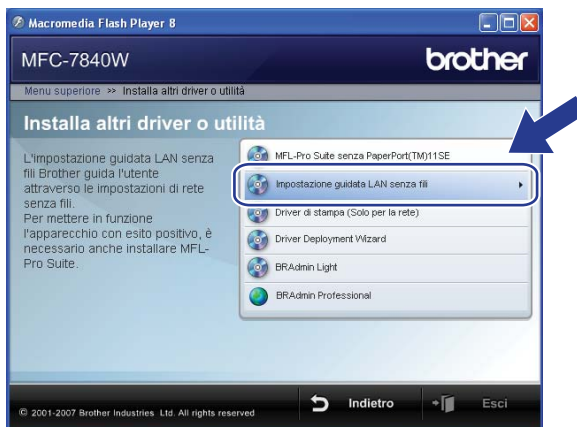 Macromedia Flash Player 8
MFC-7840W
brother
Menu superiore >> Installa altri driver o utilità
Installa altri driver o utilità
L'impostazione guidata LAN senza
fili Brother guida l'utente
attraverso le impostazioni di rete
senza fili.
Per mettere in funzione
l'apparecchio con esito positivo, è
necessario anche installare MFL-
Pro Suite.
MFL-Pro Suite senza PaperPort(TM)11SE
Impostazione guidata LAN senza fili
Driver di stampa (Solo per la rete)
Driver Deployment Wizard
BRAdmin Light
BRAdmin Professional
© 2001-2007 Brother Industries Ltd. All rights reserved
Indietro
Esci